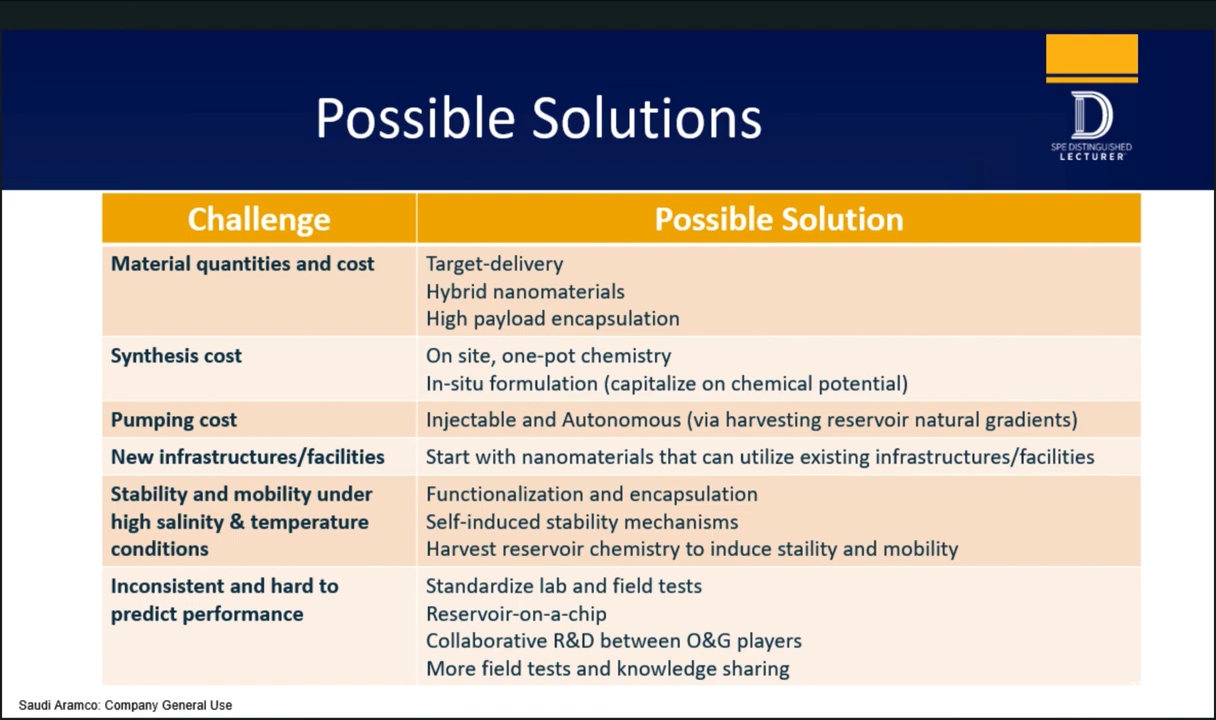 Possible Solutions
D
SPE DISTINGUISHED
LECTURER
Challenge
Possible Solution
Material quantities and cost
Target-delivery
Hybrid nanomaterials
High payload encapsulation
Synthesis cost
On site, one-pot chemistry
In-situ formulation (capitalize on chemical potential)
Pumping cost
Injectable and Autonomous (via harvesting reservoir natural gradients)
New infrastructures/facilities
Start with nanomaterials that can utilize existing infrastructures/facilities
Stability and mobility under
high salinity & temperature
conditions
Functionalization and encapsulation
Self-induced stability mechanisms
Harvest reservoir chemistry to induce staility and mobility
Inconsistent and hard to
predict performance
Standardize lab and field tests
Reservoir-on-a-chip
Collaborative R&D between O&G players
More field tests and knowledge sharing
Saudi Aramco: Company General Use